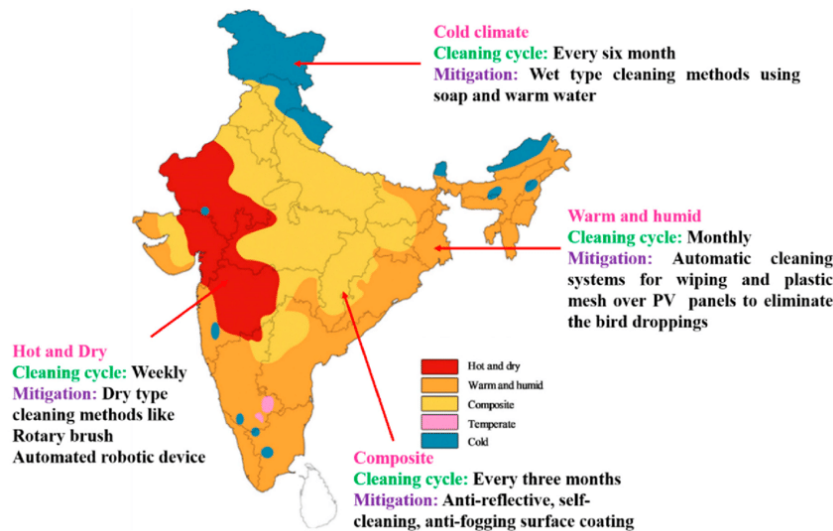 Cold climate
Cleaning cycle: Every six month
Mitigation: Wet type cleaning methods using
soap and warm water
Warm and humid
Cleaning cycle: Monthly
Mitigation: Automatic cleaning
systems for wiping and plastic
mesh over PV panels to eliminate
the bird droppings
Hot and Dry
Cleaning cycle: Weekly
Mitigation: Dry type
cleaning methods like
Rotary brush
Automated robotic device
Hot and dry
Warm and humid
Composite
Temperate
Cold
Composite
Cleaning cycle: Every three months
Mitigation: Anti-reflective, self-
cleaning, anti-fogging surface coating